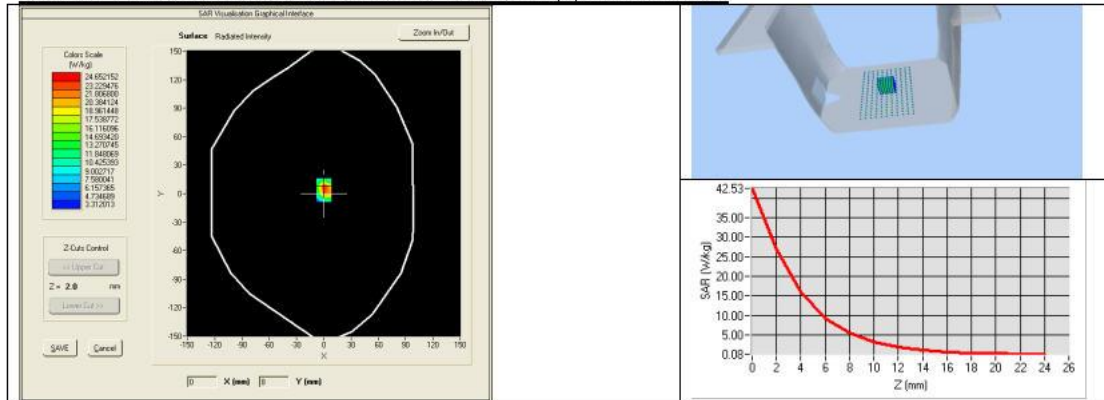 SAR Visualisation Graphical Interface
Surface Radiated Intensity
Zoom In/Out
Colors Scale
(W/kg)
24.652152
23.229476
21.806800
20.384124
18.961448
17.538772
16.116096
14.693420
13.270745
11.848069
10.425393
9.002717
7.580041
6.157365
4.734689
3.312013
Z-Cuts Control
<< Upper Cut
Z = 2.0 mm
Lower Cut >>
SAVE Cancel
150
120
90
60
30
0
-30
-60
-90
-120
-150
Y
-150 -120 -90 -60 -30 0 30 60 90 120 150
X
0 X (mm) 8 Y (mm)
42.53
35.00
30.00
25.00
20.00
15.00
10.00
5.00
0.08
SAR (W/kg)
0 2 4 6 8 10 12 14 16 18 20 22 24 26
Z (mm)